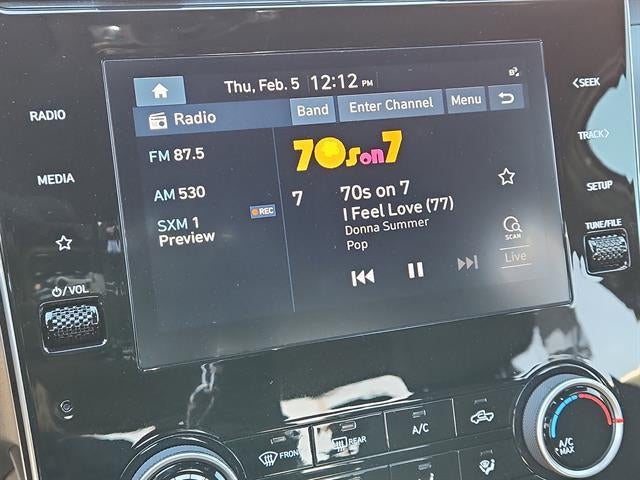 Thu, Feb. 5 12:12 PM
Radio Band Enter Channel Menu
FM 87.5
AM 530
SXM 1
Preview
REC
70s on 7
7 70s on 7
I Feel Love (77)
Donna Summer
Pop
SCAN
Live
RADIO
MEDIA
/VOL
<SEEK
TRACK>
SETUP
TUNE/FILE
FRONT
REAR
A/C
A/C
MAX